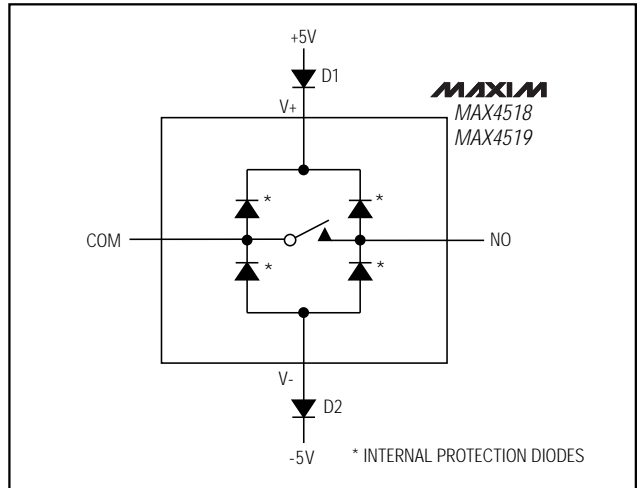 +5V
D1
MAXIM
V+
MAX4518
MAX4519
*
*
COM
NO
*
*
V-
D2
-5V
* INTERNAL PROTECTION DIODES